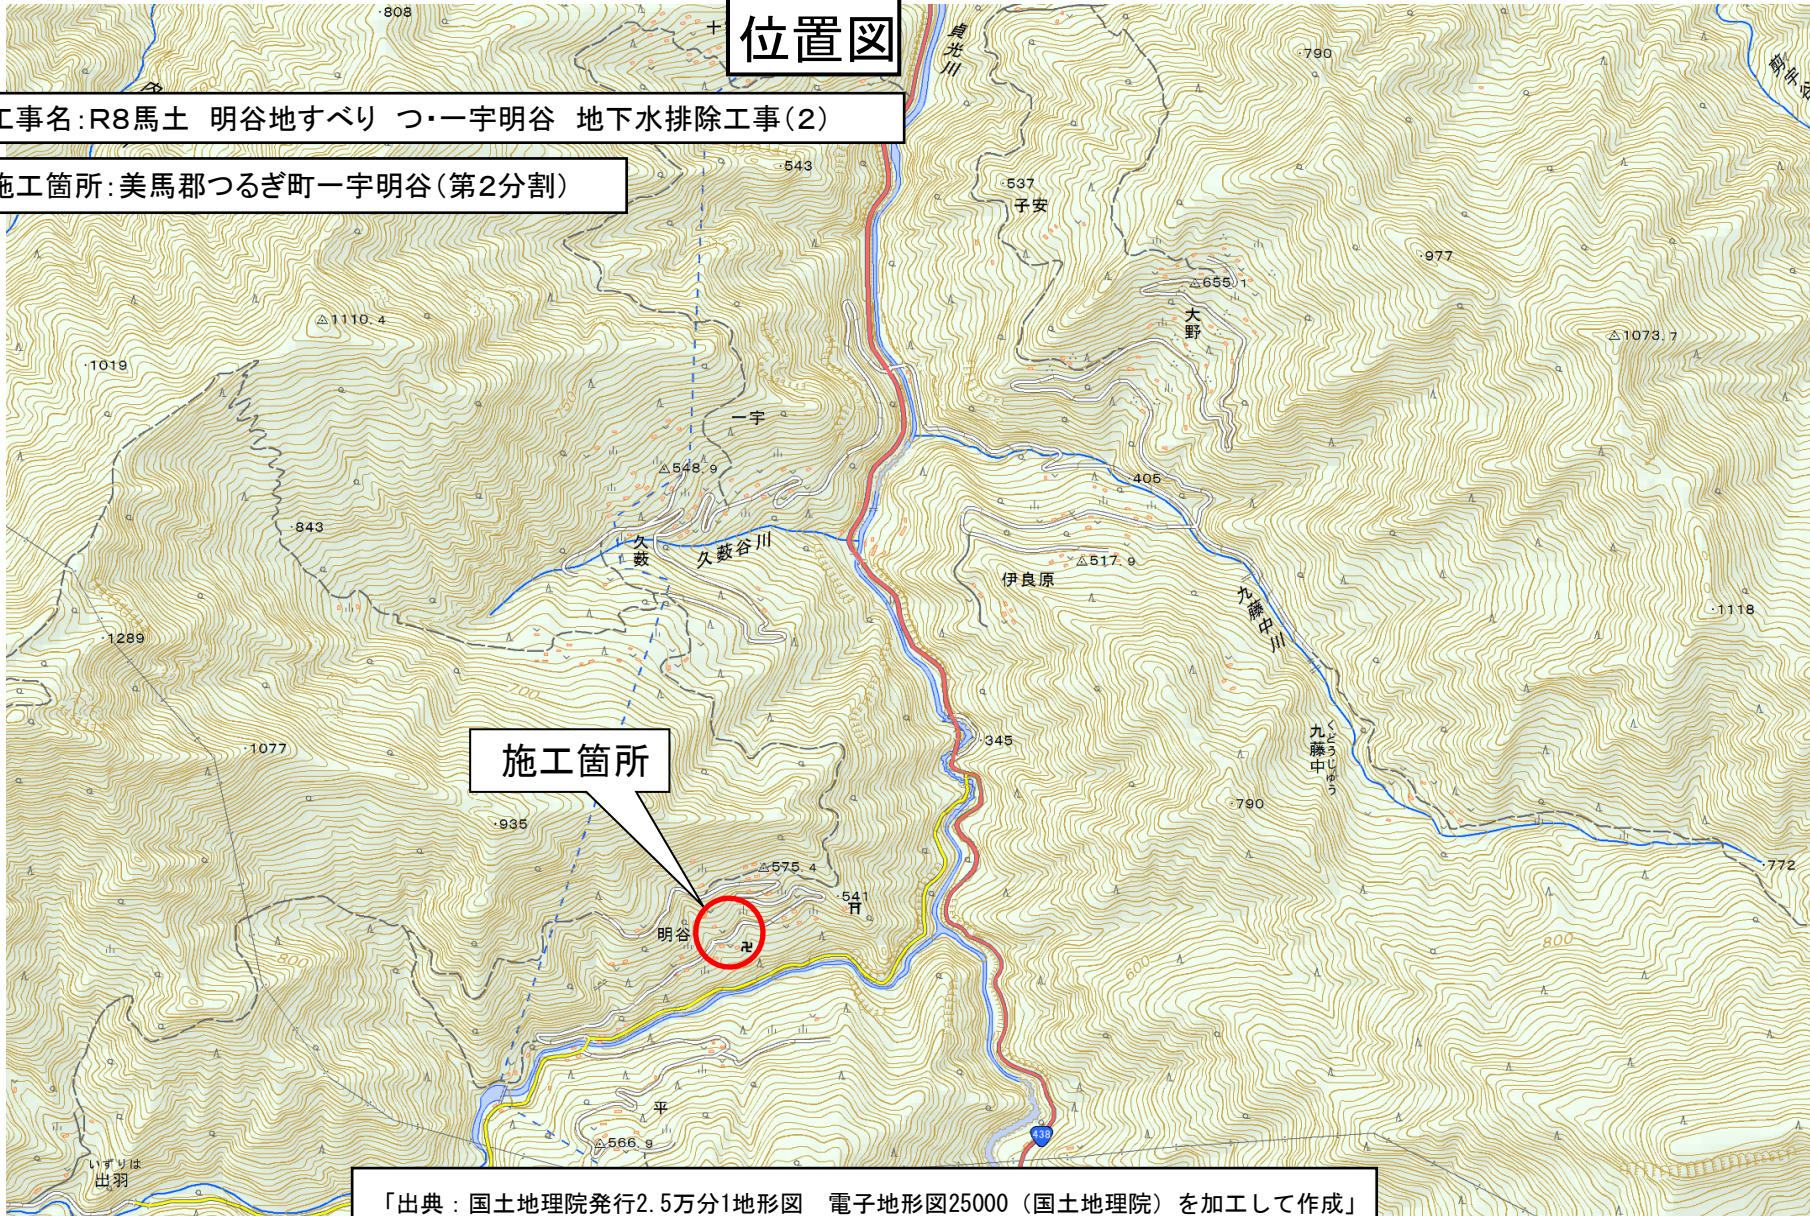 位置図
工事名：R8馬土　明谷地すべり　つ・一宇明谷　地下水排除工事（2）
施工箇所：美馬郡つるぎ町一宇明谷（第2分割）
・808
貞光川
・790
・543
・537
子安
・977
△655.1
大野
△1110.4
△1073.7
・1019
750
一宇
△548.9
・405
・843
久薮
久薮谷川
△517.9
伊良原
九藤中川
・1118
・1289
700
・345
・1077
九藤中
くどうじゅう
施工箇所
・790
・935
△575.4
・772
・541
明谷
800
800
600
平
438
△566.9
いずりは
出羽
「出典：国土地理院発行2.5万分1地形図　電子地形図25000（国土地理院）を加工して作成」